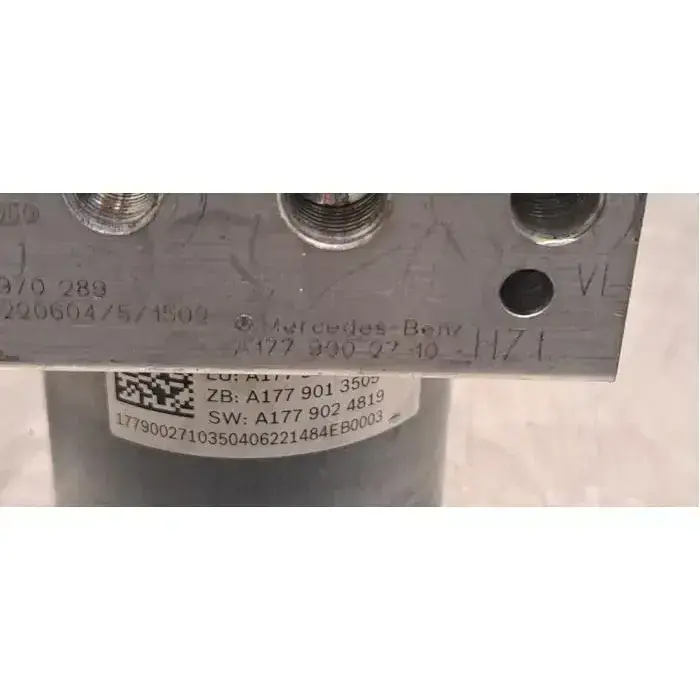 970 289
220604/5/1509
Mercedes-Benz
A177 900 27 10
VL
HZ1
ZB: A177 901 3505
SW: A177 902 4819
1779002710350406221484EB0003